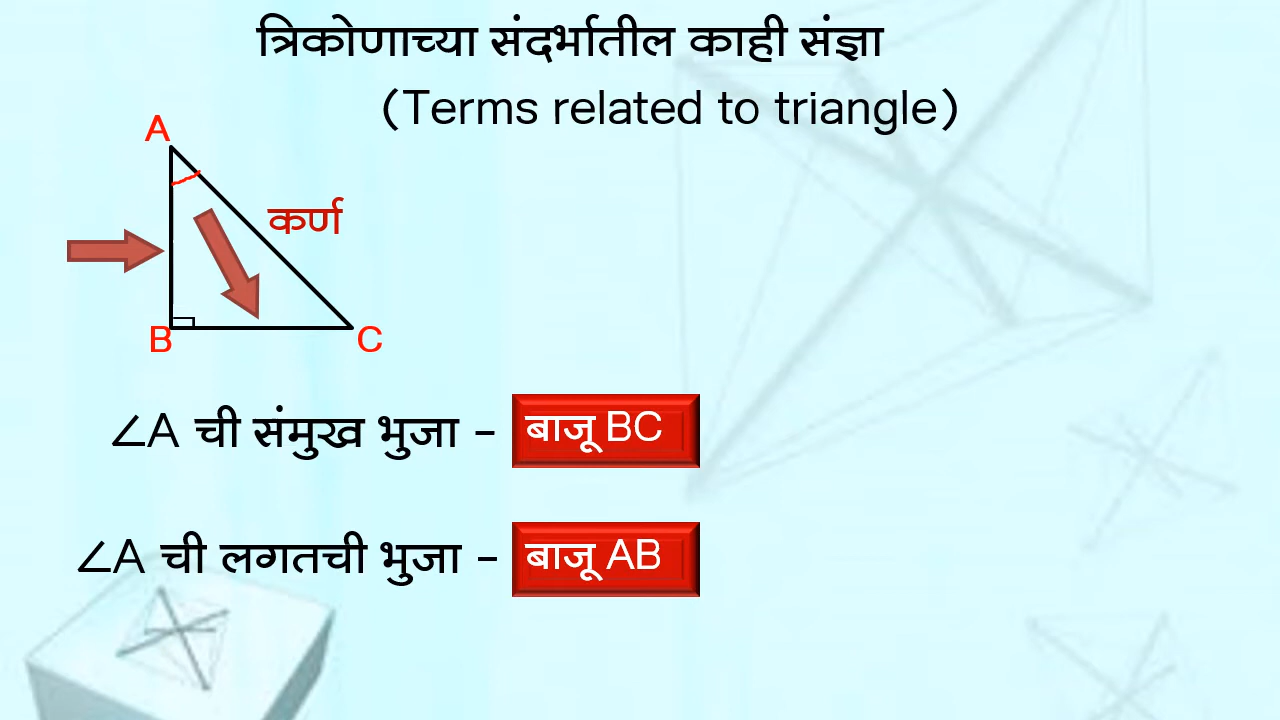 त्रिकोणाच्या संदर्भातील काही संज्ञा
(Terms related to triangle)
A
कर्ण
B
C
∠A ची संमुख भुजा - बाजू BC
∠A ची लगतची भुजा - बाजू AB